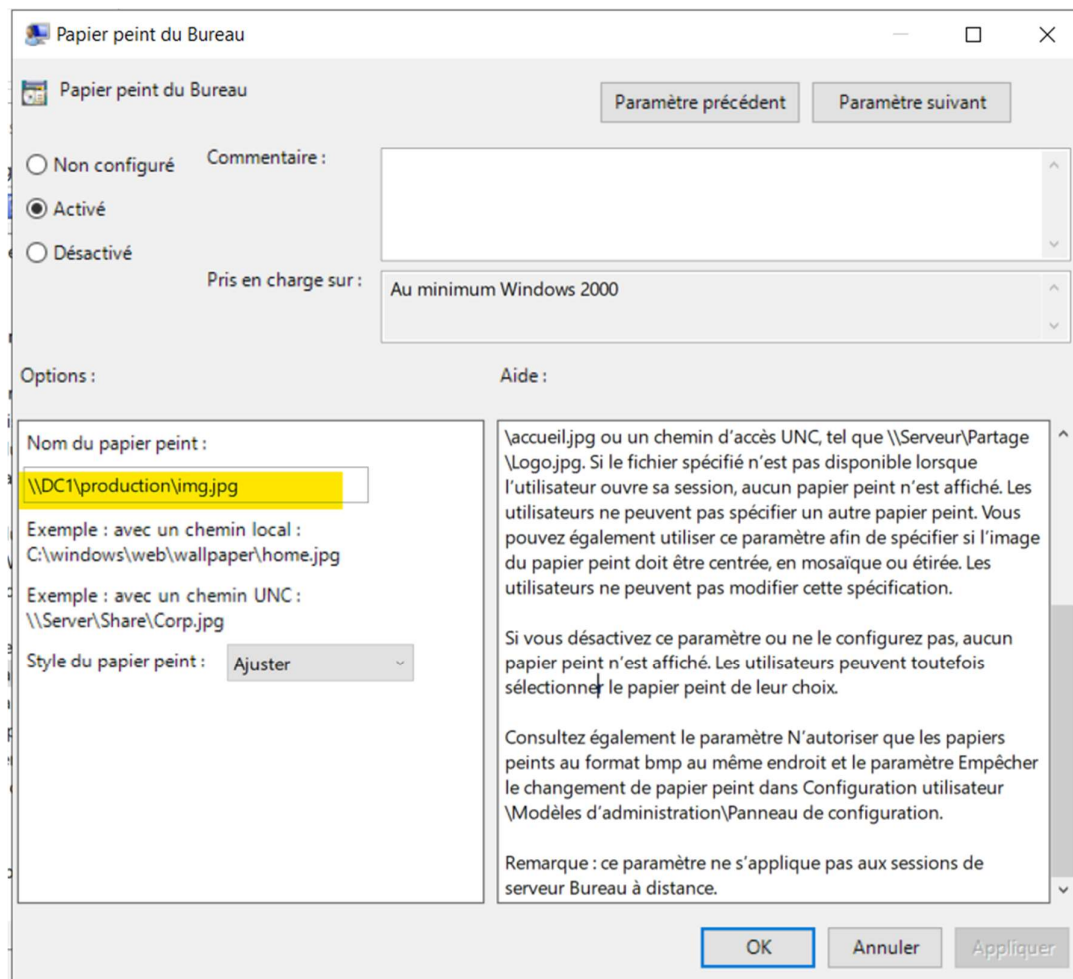 Papier peint du Bureau
Papier peint du Bureau
Paramètre précédent
Paramètre suivant
Non configuré
Activé
Désactivé
Commentaire :
Pris en charge sur :
Au minimum Windows 2000
Options :
Aide :
Nom du papier peint :
\\DC1\production\img.jpg
Exemple : avec un chemin local :
C:\windows\web\wallpaper\home.jpg
Exemple : avec un chemin UNC :
\\Server\Share\Corp.jpg
Style du papier peint :
Ajuster
\accueil.jpg ou un chemin d'accès UNC, tel que \\Serveur\Partage
\Logo.jpg. Si le fichier spécifié n'est pas disponible lorsque
l'utilisateur ouvre sa session, aucun papier peint n'est affiché. Les
utilisateurs ne peuvent pas spécifier un autre papier peint. Vous
pouvez également utiliser ce paramètre afin de spécifier si l'image
du papier peint doit être centrée, en mosaïque ou étirée. Les
utilisateurs ne peuvent pas modifier cette spécification.
Si vous désactivez ce paramètre ou ne le configurez pas, aucun
papier peint n'est affiché. Les utilisateurs peuvent toutefois
sélectionner le papier peint de leur choix.
Consultez également le paramètre N'autoriser que les papiers
peints au format bmp au même endroit et le paramètre Empêcher
le changement de papier peint dans Configuration utilisateur
\Modèles d'administration\Panneau de configuration.
Remarque : ce paramètre ne s'applique pas aux sessions de
serveur Bureau à distance.
OK
Annuler
Appliquer